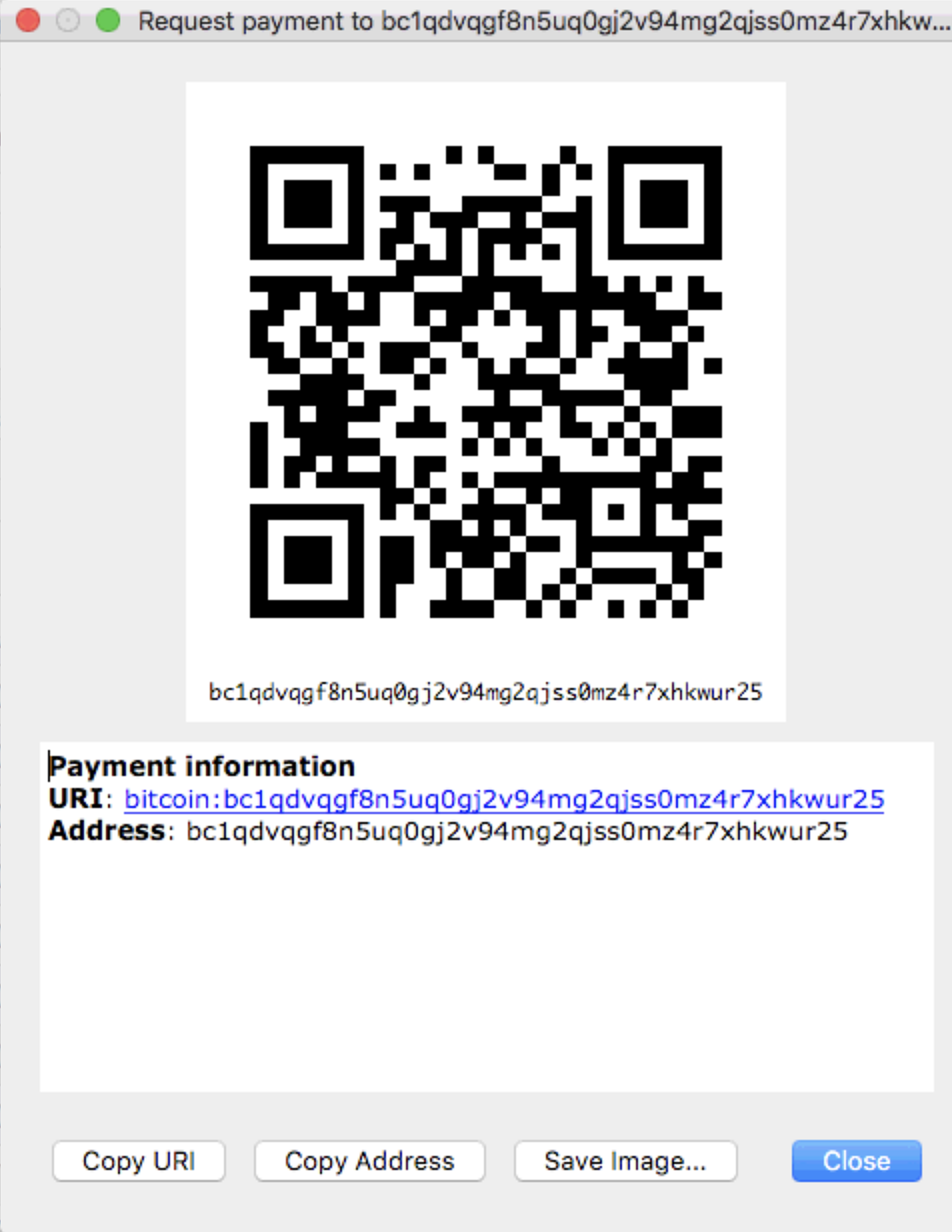 Request payment to bc1qdvqgf8n5uq0gj2v94mg2qjss0mz4r7xhkw...
bc1qdvqgf8n5uq0gj2v94mg2qjss0mz4r7xhkwur25
Payment information
URI: bitcoin:bc1qdvqgf8n5uq0gj2v94mg2qjss0mz4r7xhkwur25
Address: bc1qdvqgf8n5uq0gj2v94mg2qjss0mz4r7xhkwur25
Copy URI Copy Address Save Image... Close